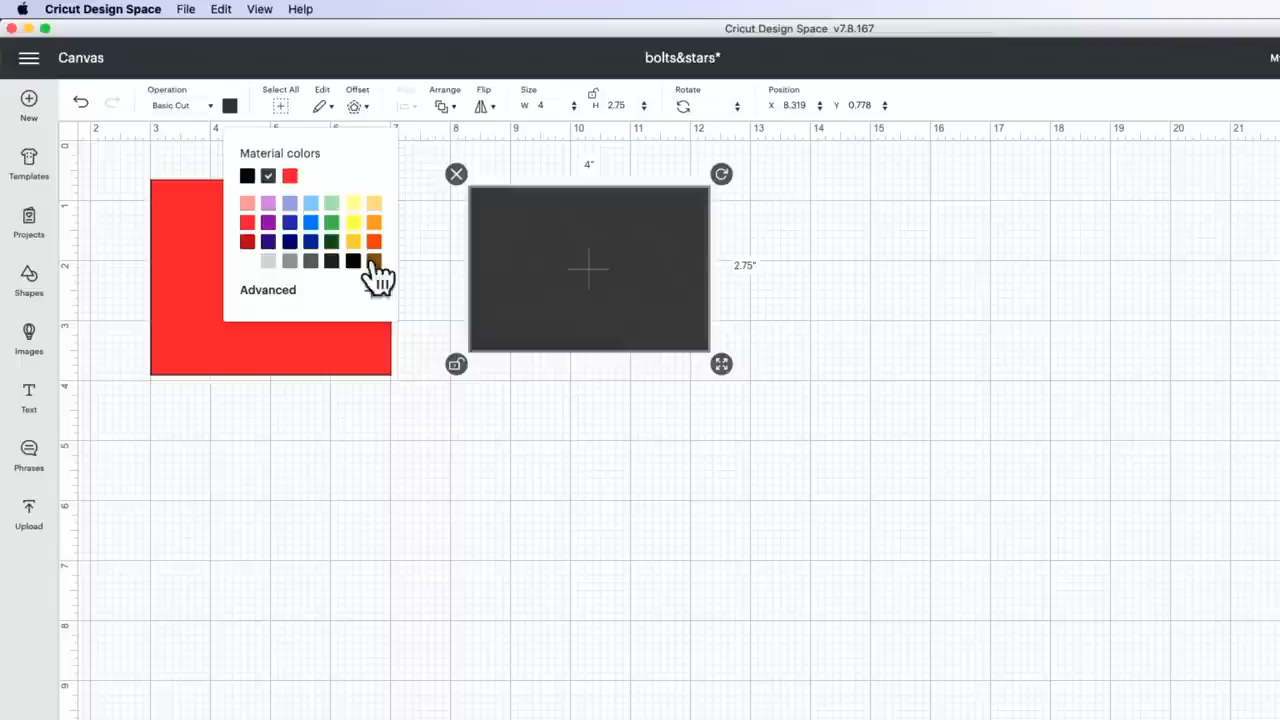 Cricut Design Space File Edit View Help
Cricut Design Space v7.8.167
Canvas bolts&stars*
Operation Select All Edit Offset Arrange Flip Size Rotate Position
Basic Cut W 4 H 2.75 X 8.319 Y 0.778
2 3 4 5 6 7 8 9 10 11 12 13 14 15 16 17 18 19 20 21
New
Templates
Projects
Shapes
Images
Text
Phrases
Upload
Material colors
Advanced
4"
2.75"
0
1
2
3
4
5
6
7
8
9